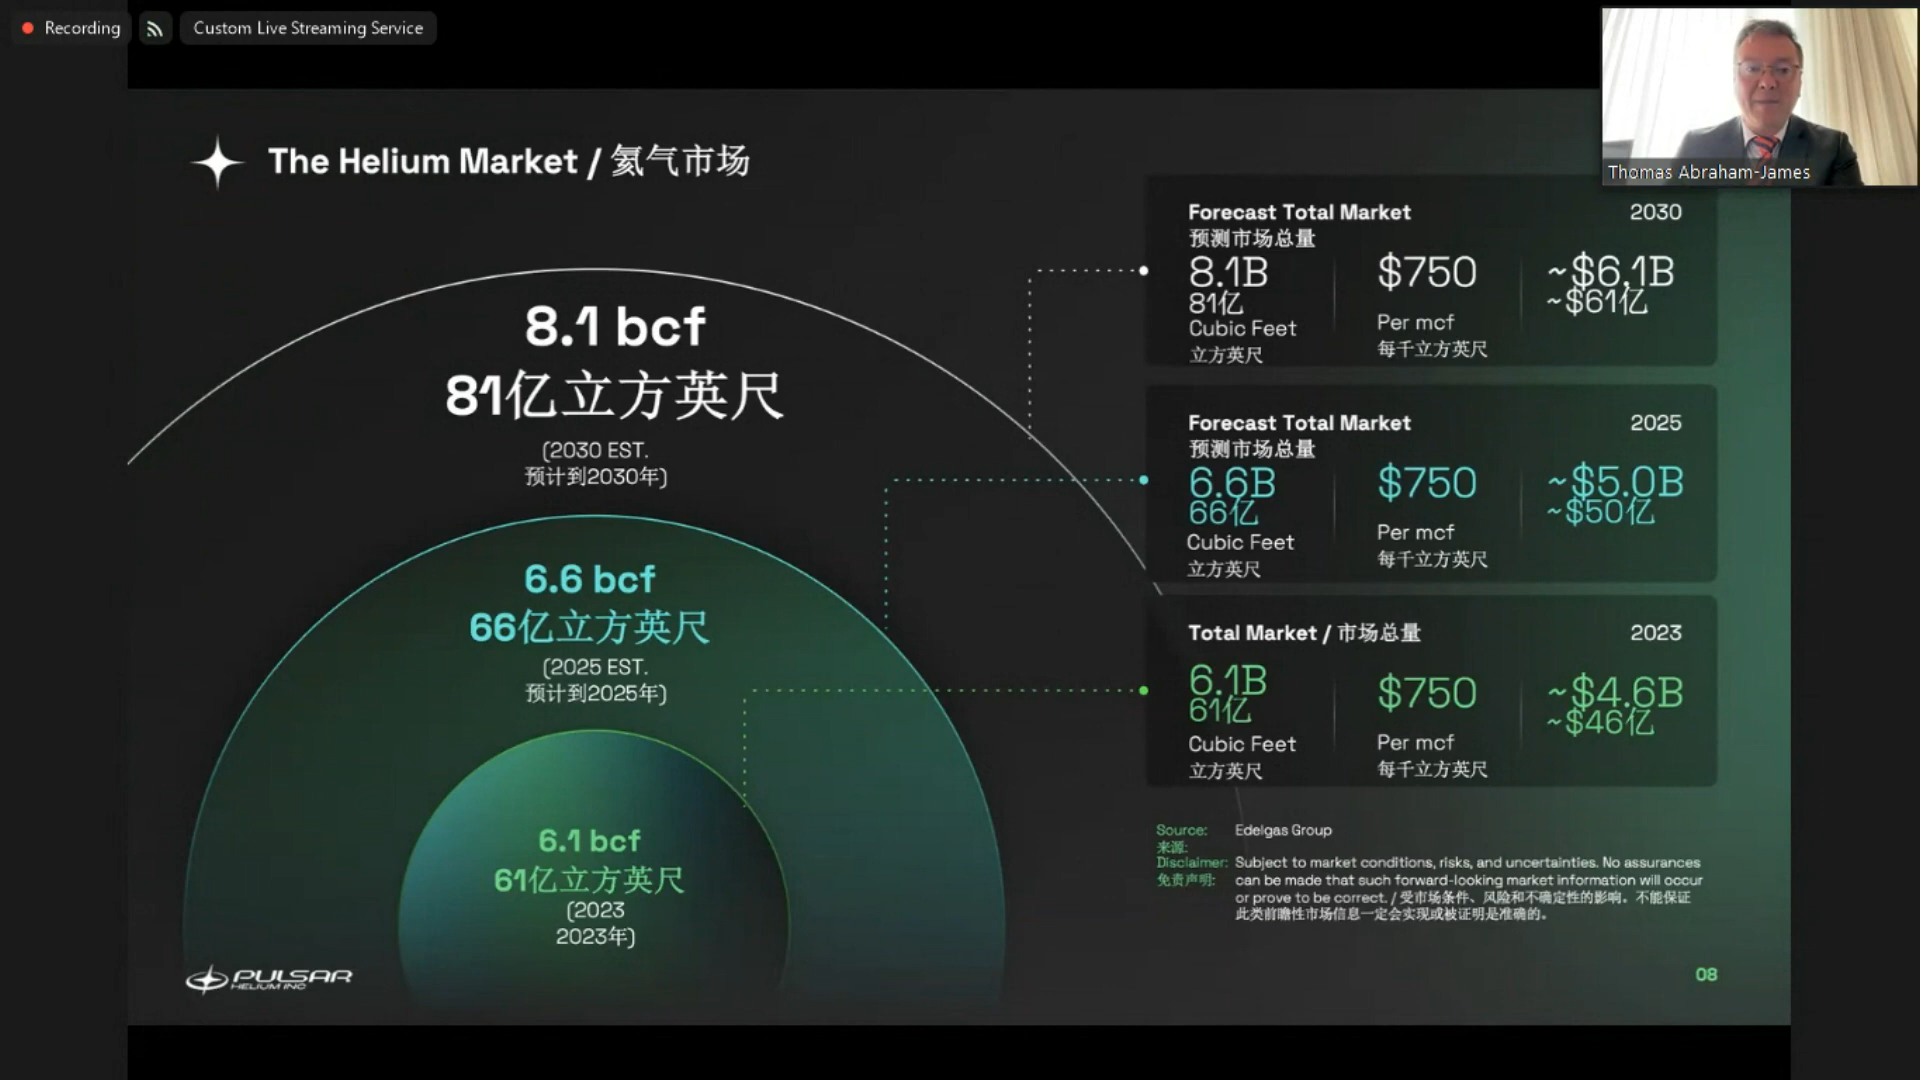 Recording
Custom Live Streaming Service
Thomas Abraham-James
The Helium Market / 氦气市场
8.1 bcf
81亿立方英尺
(2030 EST.
预计到2030年)
6.6 bcf
66亿立方英尺
(2025 EST.
预计到2025年)
6.1 bcf
61亿立方英尺
(2023
2023年)
Forecast Total Market 2030
预测市场总量
8.1B $750 ~$6.1B
81亿 ~$61亿
Cubic Feet Per mcf
立方英尺 每千立方英尺
Forecast Total Market 2025
预测市场总量
6.6B $750 ~$5.0B
66亿 ~$50亿
Cubic Feet Per mcf
立方英尺 每千立方英尺
Total Market / 市场总量 2023
6.1B $750 ~$4.6B
61亿 ~$46亿
Cubic Feet Per mcf
立方英尺 每千立方英尺
Source: Edelgas Group
来源:
Disclaimer: Subject to market conditions, risks, and uncertainties. No assurances
免责声明: can be made that such forward-looking market information will occur
or prove to be correct. / 受市场条件、风险和不确定性的影响。不能保证
此类前瞻性市场信息一定会实现或被证明是准确的。
PULSAR
HELIUM INC
08